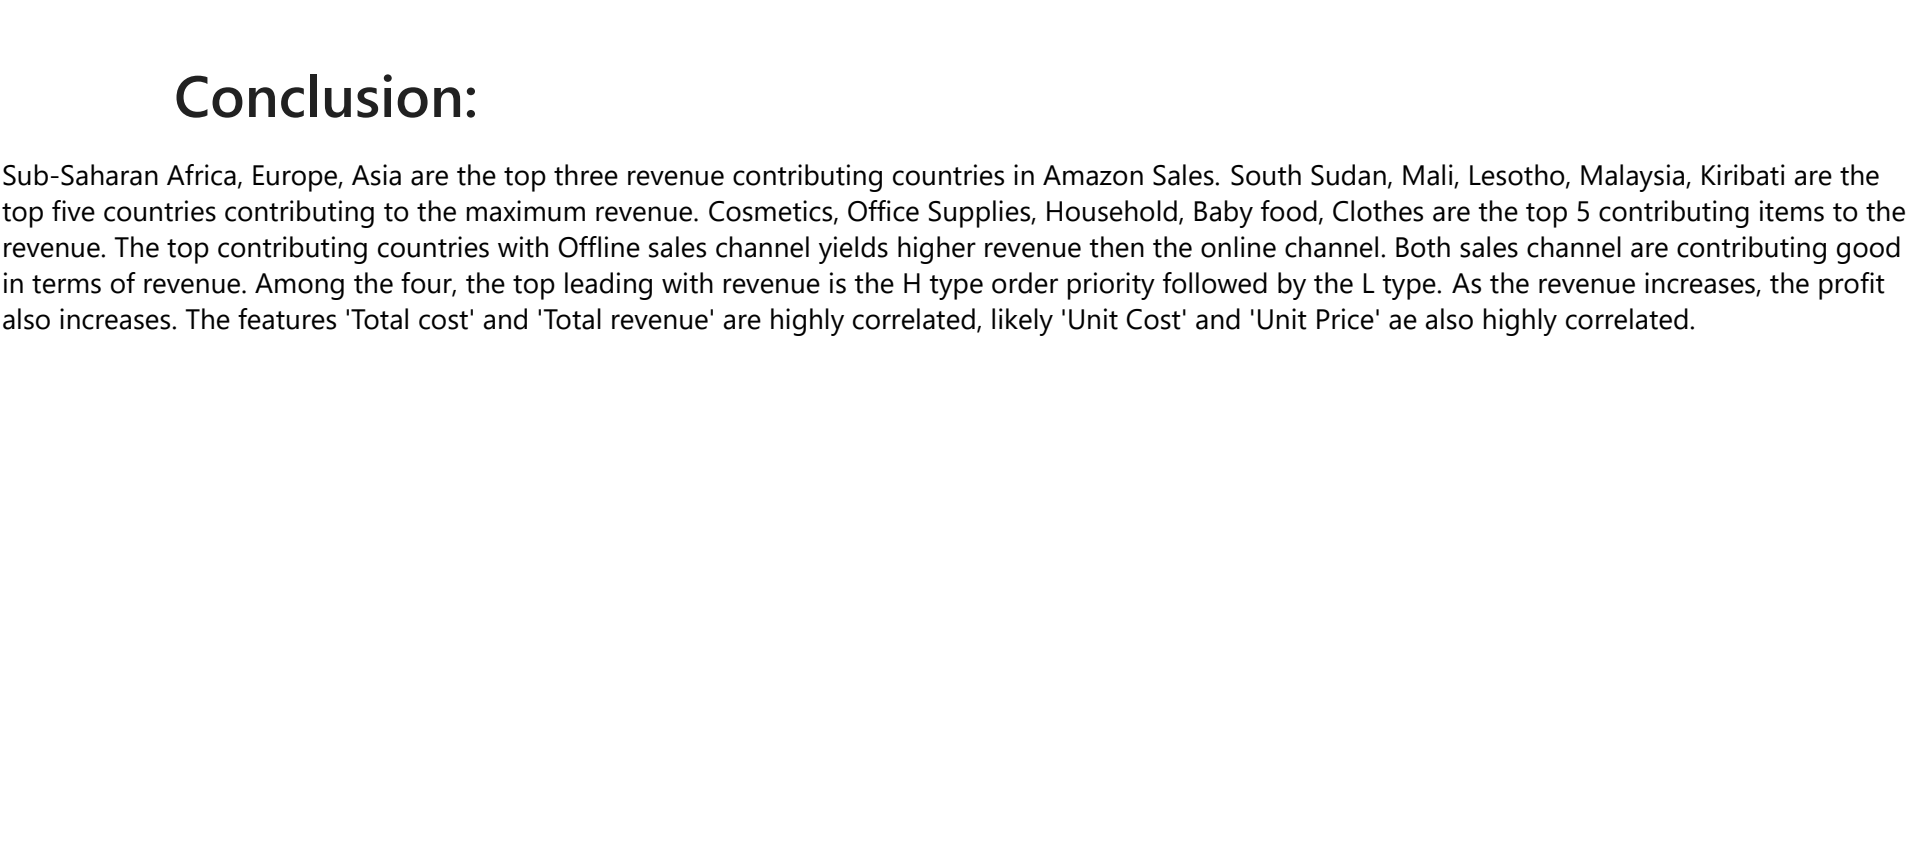 Conclusion:
Sub-Saharan Africa, Europe, Asia are the top three revenue contributing countries in Amazon Sales. South Sudan, Mali, Lesotho, Malaysia, Kiribati are the
top five countries contributing to the maximum revenue. Cosmetics, Office Supplies, Household, Baby food, Clothes are the top 5 contributing items to the
revenue. The top contributing countries with Offline sales channel yields higher revenue then the online channel. Both sales channel are contributing good
in terms of revenue. Among the four, the top leading with revenue is the H type order priority followed by the L type. As the revenue increases, the profit
also increases. The features 'Total cost' and 'Total revenue' are highly correlated, likely 'Unit Cost' and 'Unit Price' ae also highly correlated.